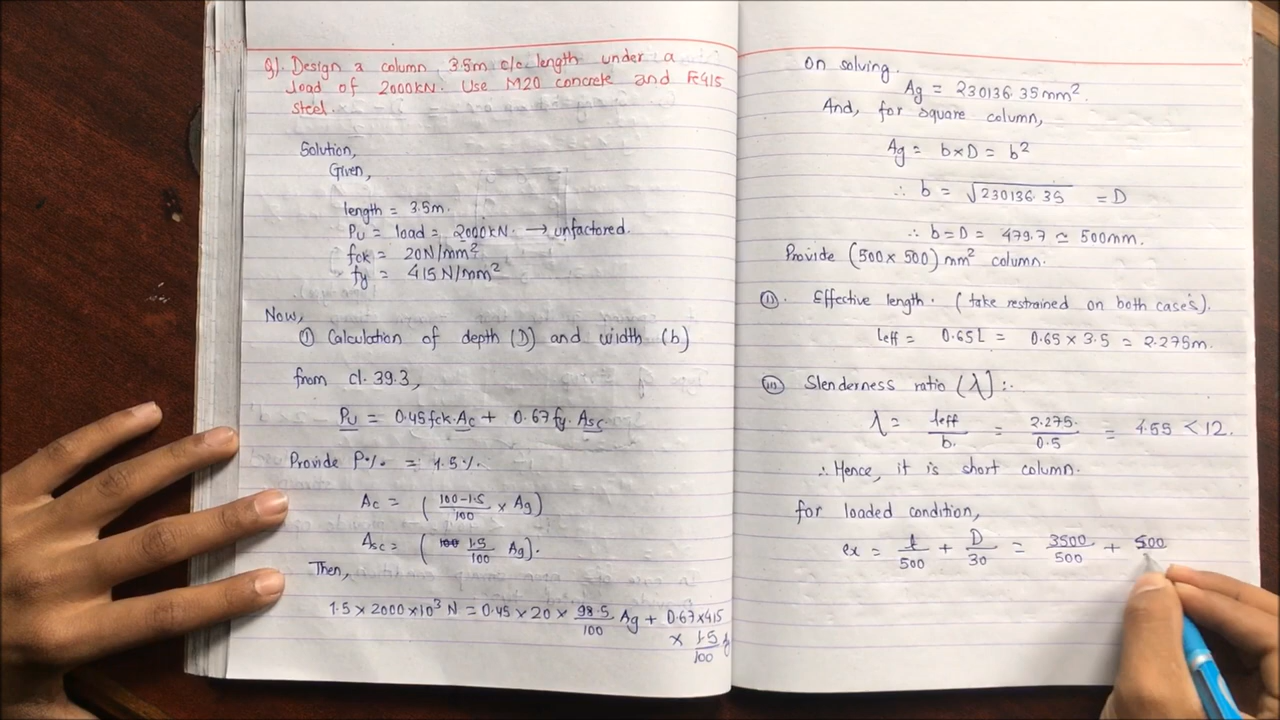 Q). Design a column 3.5m c/c length under a
load of 2000kN. Use M20 concrete and Fe415
steel.
Solution,
Given,
length = 3.5m.
Pu = load = 2000kN. → unfactored.
fck = 20N/mm²
fy = 415 N/mm²
Now,
① Calculation of depth (D) and width (b)
from cl. 39.3,
Pu = 0.45fck.Ac + 0.67fy.Asc
Provide P% = 1.5%
Ac = (100-1.5/100 × Ag)
Asc = (1.5/100 Ag).
Then,
1.5 × 2000 × 10³ N = 0.45 × 20 × 98.5/100 Ag + 0.67×415
× 1.5/100
On solving.
Ag = 230136.35mm².
And, for square column,
Ag = b×D = b²
∴ b = √230136.35 = D
∴ b=D = 479.7 ≃ 500mm.
Provide (500 × 500) mm² column.
(ii). Effective length. (take restrained on both cases).
leff = 0.65l = 0.65 × 3.5 = 2.275m.
(iii) Slenderness ratio (λ) :.
λ = leff/b. = 2.275./0.5 = 4.55 < 12.
∴ Hence, it is short column.
for loaded condition,
ex = l/500 + D/30 = 3500/500 + 500